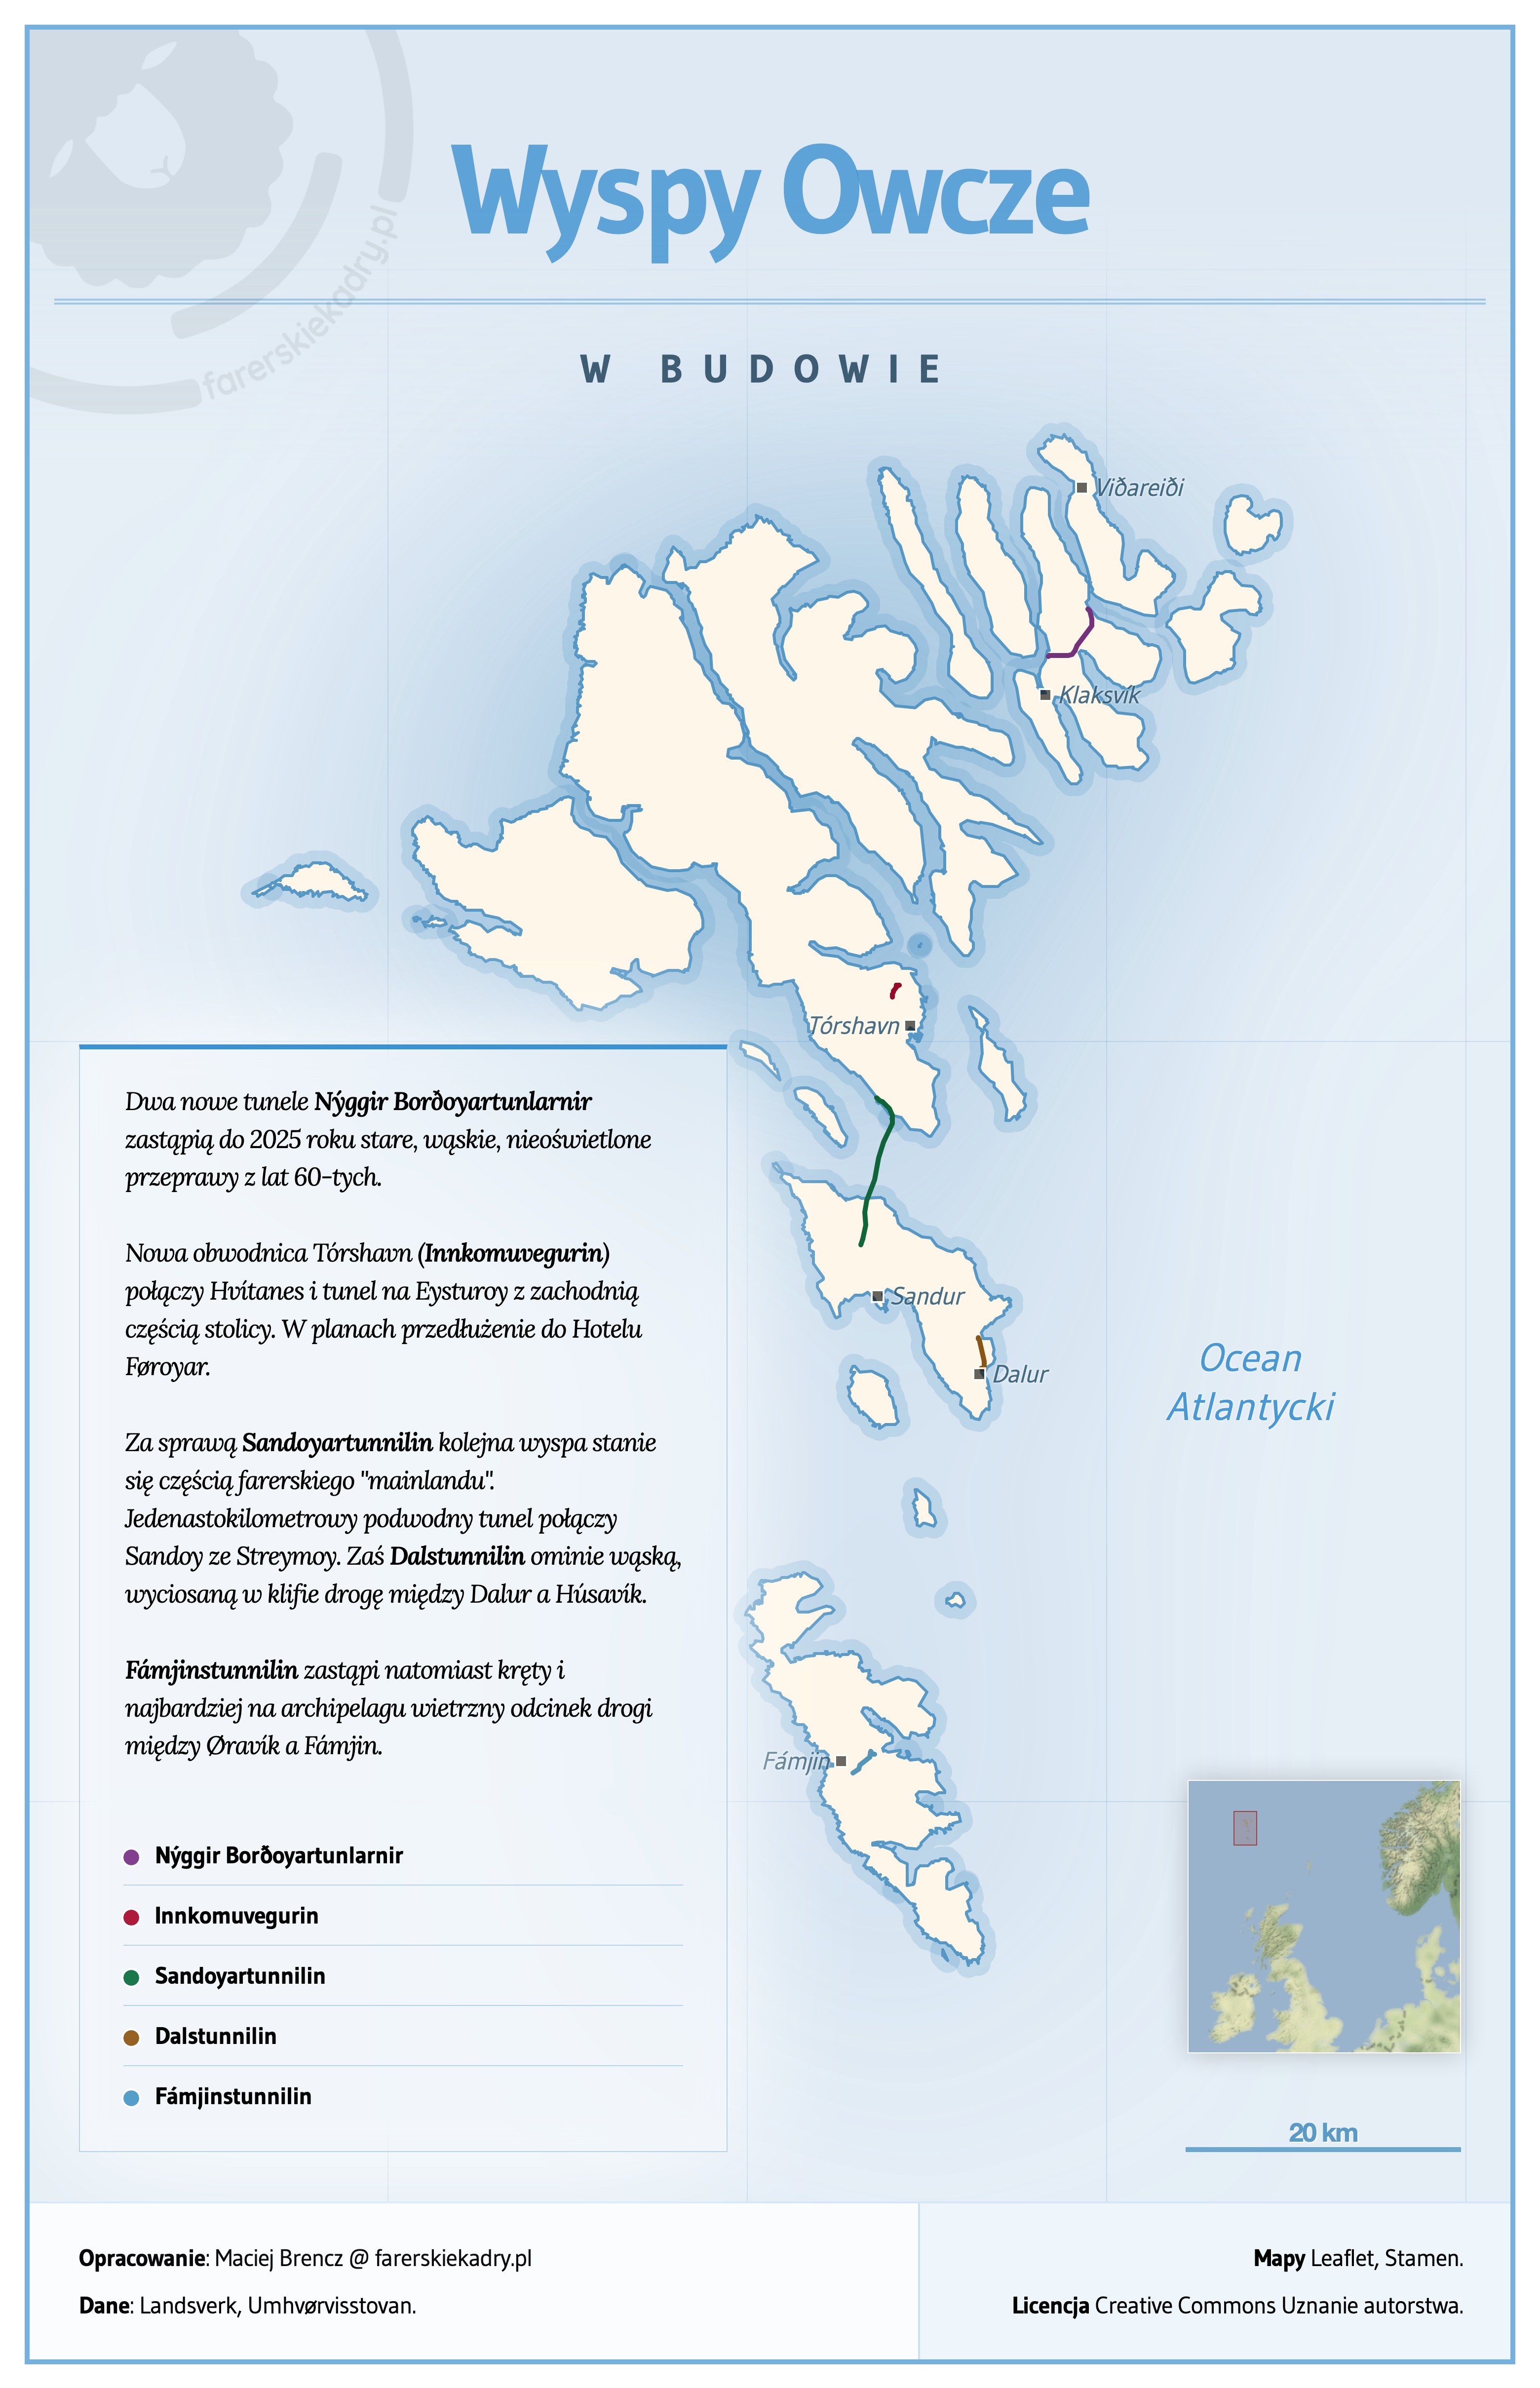 farerskiekadry.pl
Wyspy Owcze
W BUDOWIE
Viðareiði
Klaksvík
Tórshavn
Sandur
Dalur
Fámjin
Ocean
Atlantycki
Dwa nowe tunele Nýggir Borðoyartunlarnir
zastąpią do 2025 roku stare, wąskie, nieoświetlone
przeprawy z lat 60-tych.
Nowa obwodnica Tórshavn (Innkomuvegurin)
połączy Hvítanes i tunel na Eysturoy z zachodnią
częścią stolicy. W planach przedłużenie do Hotelu
Føroyar.
Za sprawą Sandoyartunnilin kolejna wyspa stanie
się częścią farerskiego "mainlandu".
Jedenastokilometrowy podwodny tunel połączy
Sandoy ze Streymoy. Zaś Dalstunnilin ominie wąską,
wyciosaną w klifie drogę między Dalur a Húsavík.
Fámjinstunnilin zastąpi natomiast kręty i
najbardziej na archipelagu wietrzny odcinek drogi
między Øravík a Fámjin.
Nýggir Borðoyartunlarnir
Innkomuvegurin
Sandoyartunnilin
Dalstunnilin
Fámjinstunnilin
20 km
Opracowanie: Maciej Brencz @ farerskiekadry.pl
Dane: Landsverk, Umhvørvisstovan.
Mapy Leaflet, Stamen.
Licencja Creative Commons Uznanie autorstwa.